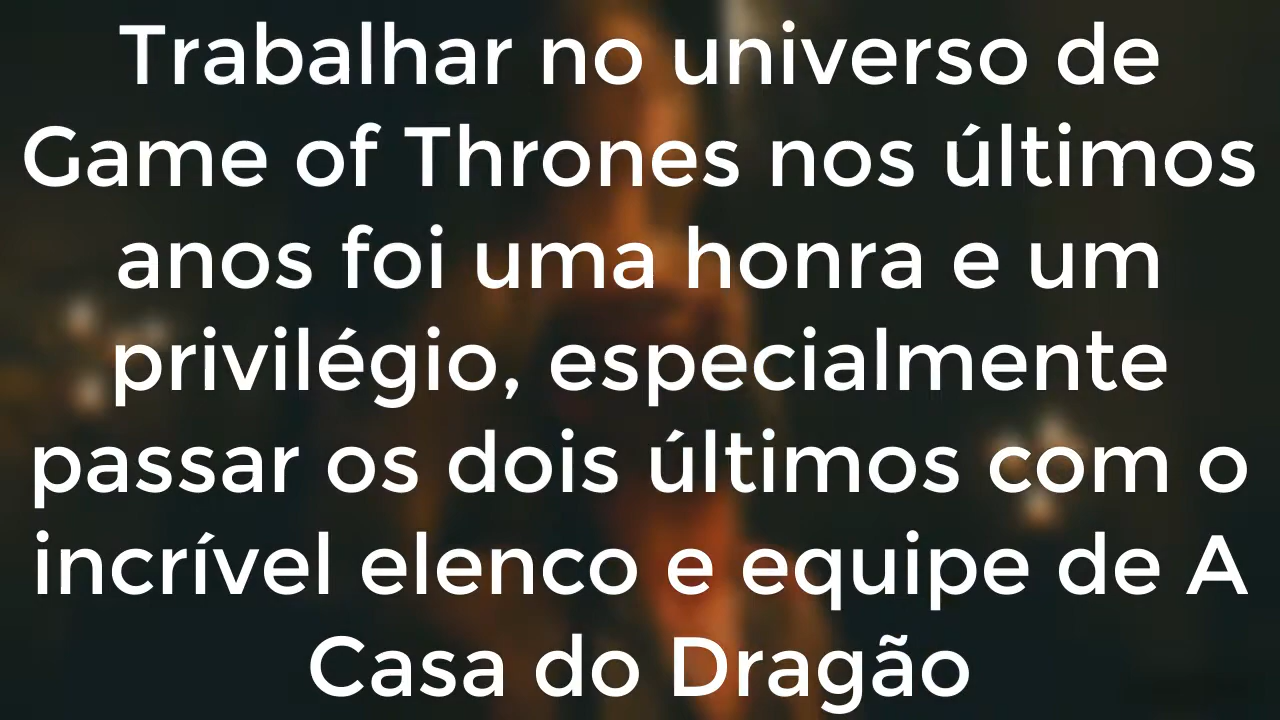 Trabalhar no universo de
Game of Thrones nos últimos
anos foi uma honra e um
privilégio, especialmente
passar os dois últimos com o
incrível elenco e equipe de A
Casa do Dragão